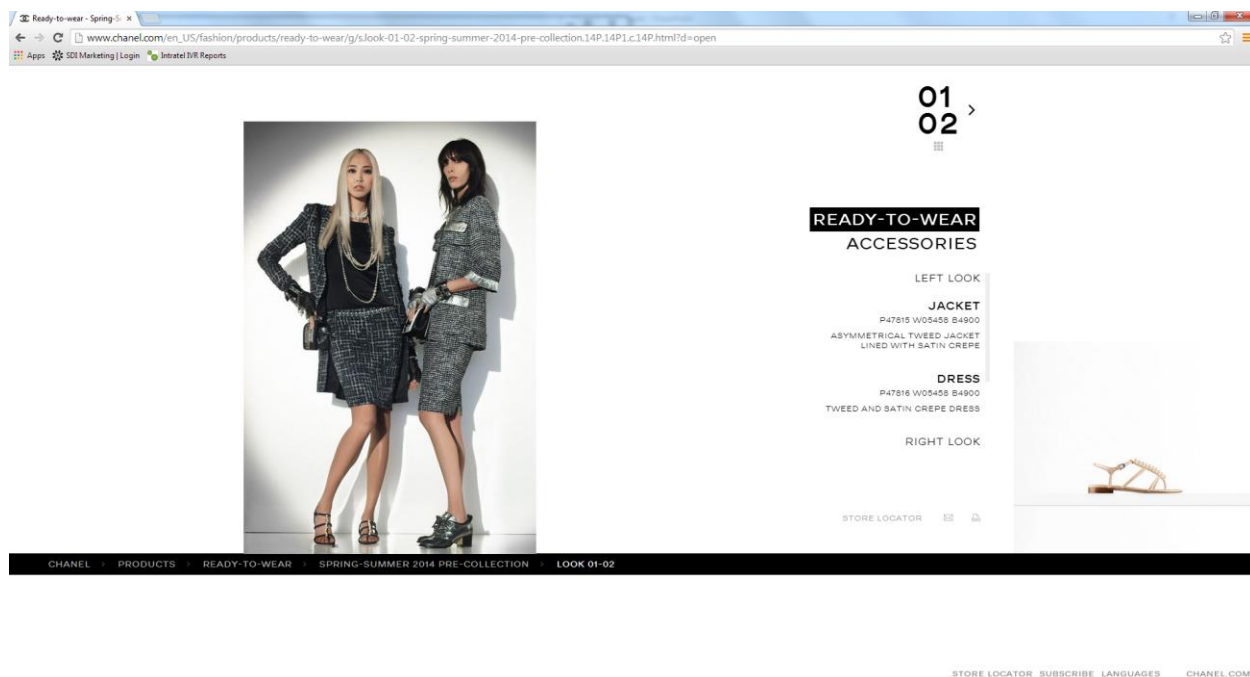 Ready-to-wear - Spring-S
www.chanel.com/en_US/fashion/products/ready-to-wear/g/s.look-01-02-spring-summer-2014-pre-collection.14P.14P1.c.14P.html?d=open
Apps SDI Marketing | Login Intratel IVR Reports
01
02
READY-TO-WEAR
ACCESSORIES
LEFT LOOK
JACKET
P47815 W05458 B4900
ASYMMETRICAL TWEED JACKET
LINED WITH SATIN CREPE
DRESS
P47816 W05458 B4900
TWEED AND SATIN CREPE DRESS
RIGHT LOOK
STORE LOCATOR
CHANEL > PRODUCTS > READY-TO-WEAR > SPRING-SUMMER 2014 PRE-COLLECTION > LOOK 01-02
STORE LOCATOR SUBSCRIBE LANGUAGES CHANEL.COM